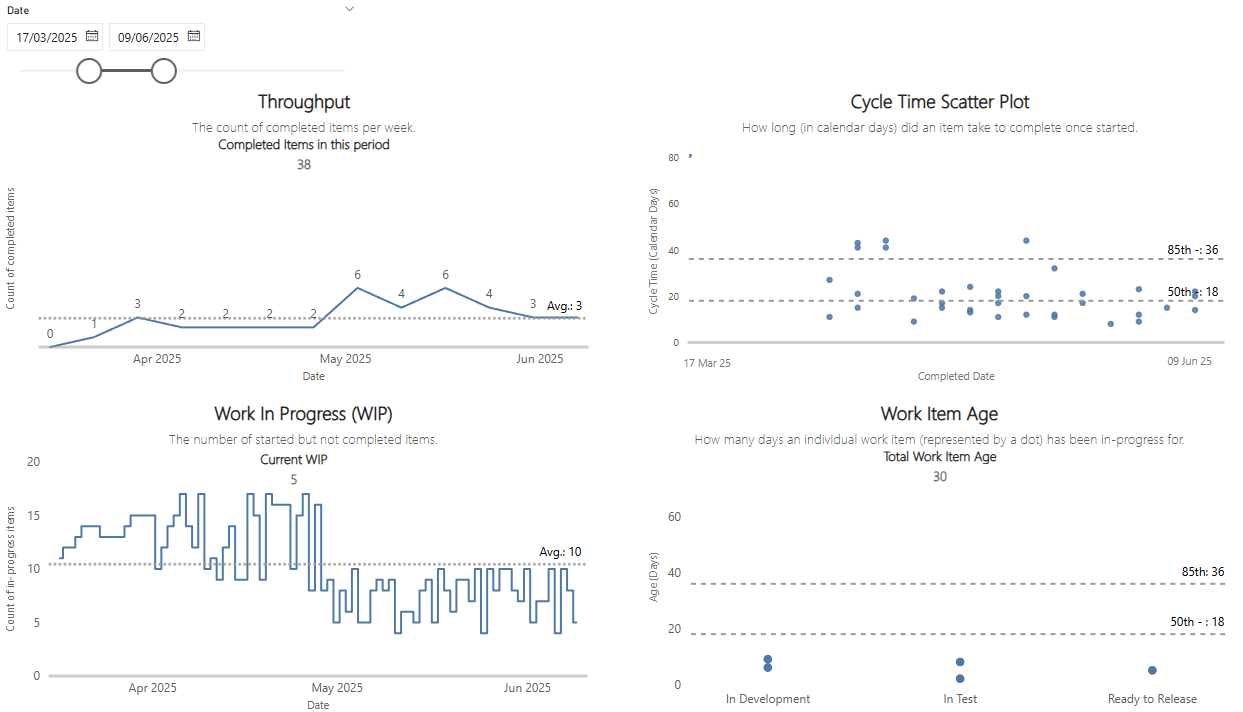 Date
17/03/2025 09/06/2025
Throughput
The count of completed items per week.
Completed Items in this period
38
Count of completed items
0
1
3
2
2
2
2
6
4
6
4
3
Avg.: 3
Apr 2025 May 2025 Jun 2025
Date
Cycle Time Scatter Plot
How long (in calendar days) did an item take to complete once started.
Cycle Time (Calendar Days)
80
60
40
20
0
85th -: 36
50th -: 18
17 Mar 25 09 Jun 25
Completed Date
Work In Progress (WIP)
The number of started but not completed items.
Current WIP
5
Count of in-progress items
20
15
10
5
0
Avg.: 10
Apr 2025 May 2025 Jun 2025
Date
Work Item Age
How many days an individual work item (represented by a dot) has been in-progress for.
Total Work Item Age
30
Age (Days)
60
40
20
0
85th: 36
50th - : 18
In Development In Test Ready to Release